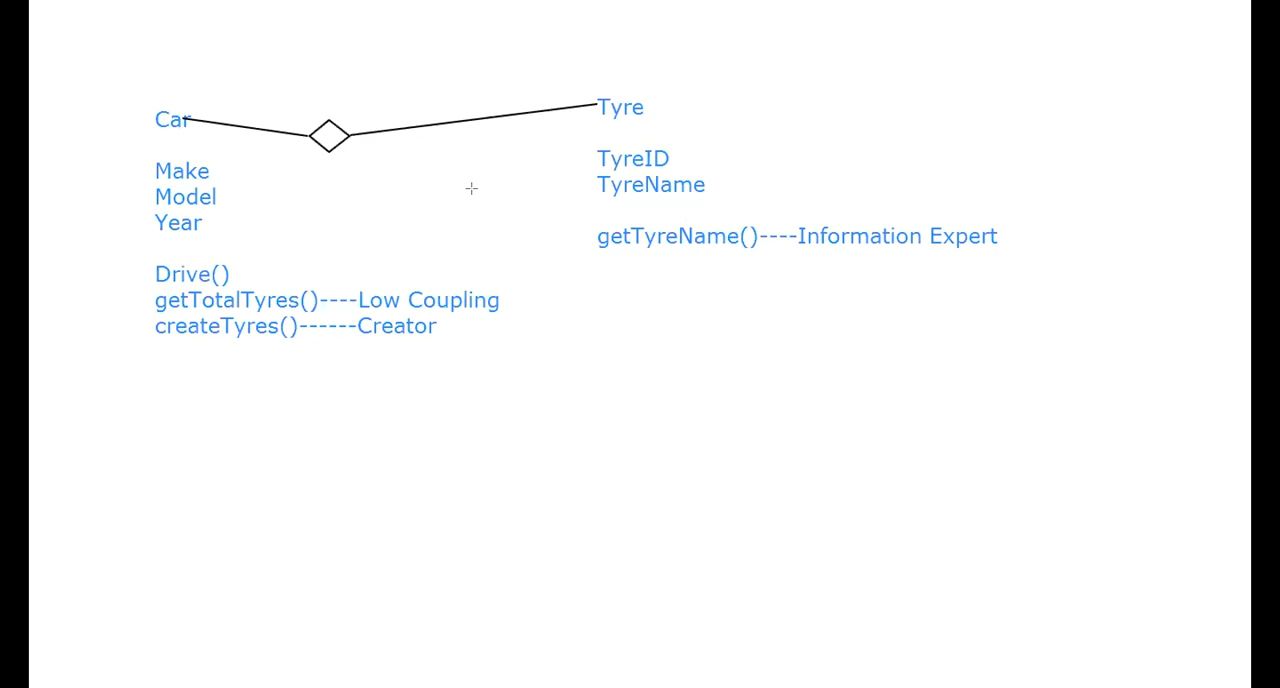 Car
Make
Model
Year
Drive()
getTotalTyres()----Low Coupling
createTyres()------Creator
Tyre
TyreID
TyreName
getTyreName()----Information Expert